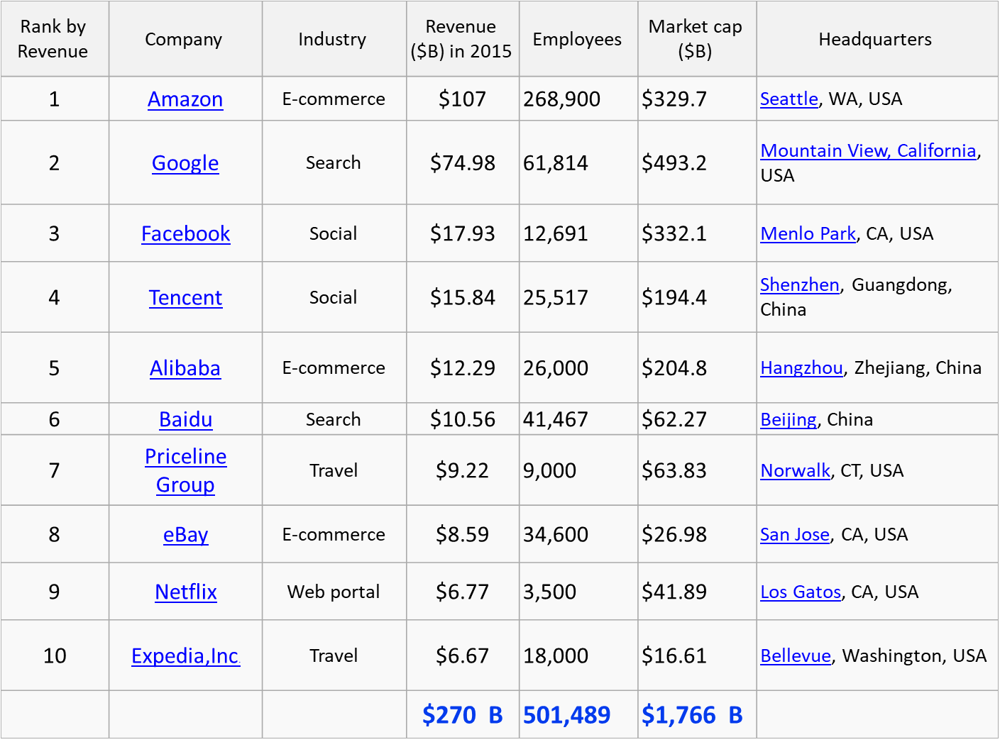 Rank by Revenue | Company | Industry | Revenue ($B) in 2015 | Employees | Market cap ($B) | Headquarters
1 | Amazon | E-commerce | $107 | 268,900 | $329.7 | Seattle, WA, USA
2 | Google | Search | $74.98 | 61,814 | $493.2 | Mountain View, California, USA
3 | Facebook | Social | $17.93 | 12,691 | $332.1 | Menlo Park, CA, USA
4 | Tencent | Social | $15.84 | 25,517 | $194.4 | Shenzhen, Guangdong, China
5 | Alibaba | E-commerce | $12.29 | 26,000 | $204.8 | Hangzhou, Zhejiang, China
6 | Baidu | Search | $10.56 | 41,467 | $62.27 | Beijing, China
7 | Priceline Group | Travel | $9.22 | 9,000 | $63.83 | Norwalk, CT, USA
8 | eBay | E-commerce | $8.59 | 34,600 | $26.98 | San Jose, CA, USA
9 | Netflix | Web portal | $6.77 | 3,500 | $41.89 | Los Gatos, CA, USA
10 | Expedia,Inc. | Travel | $6.67 | 18,000 | $16.61 | Bellevue, Washington, USA
$270 B | 501,489 | $1,766 B